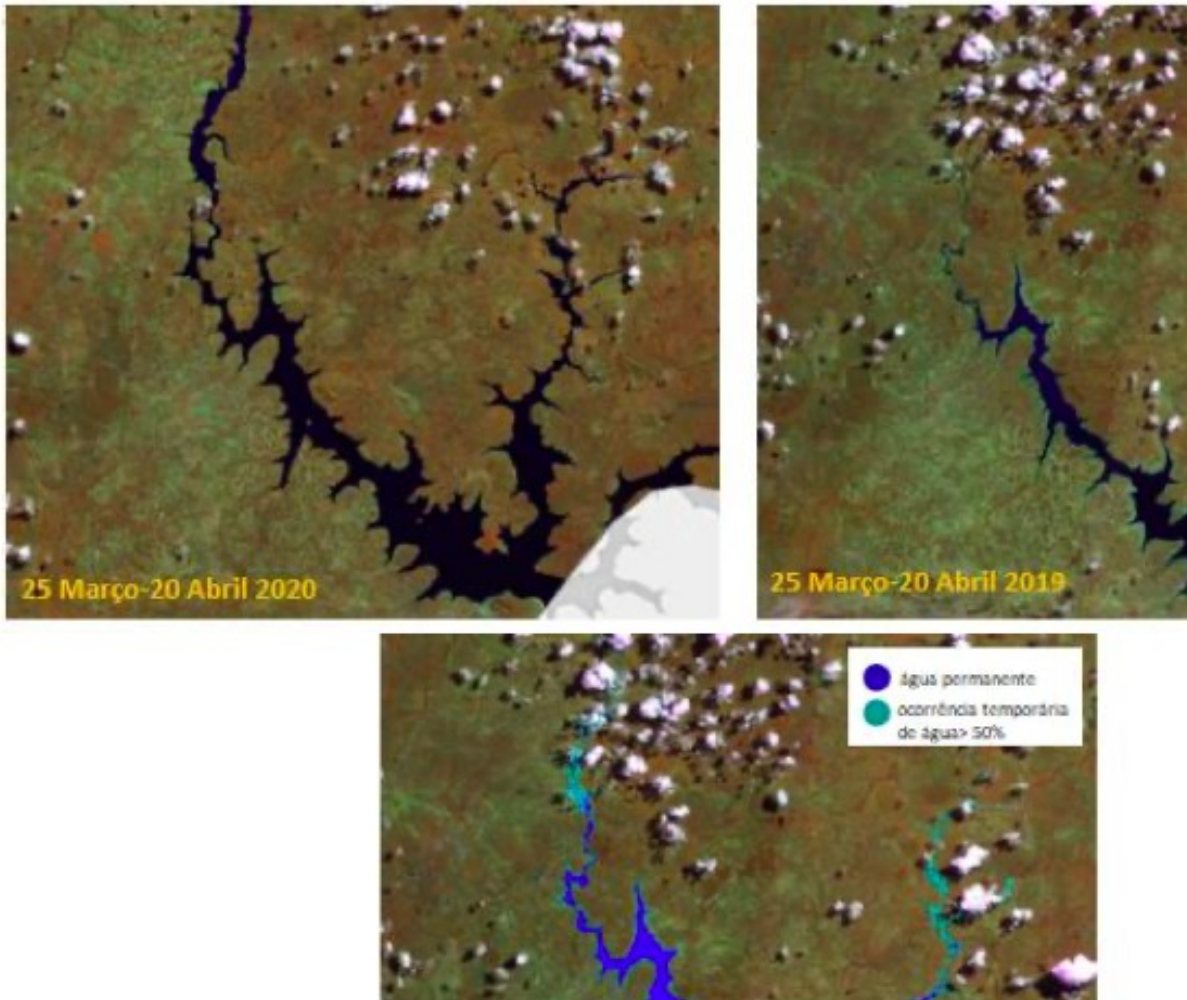 25 Março-20 Abril 2020
25 Março-20 Abril 2019
água permanente
ocorrência temporária
de água> 50%